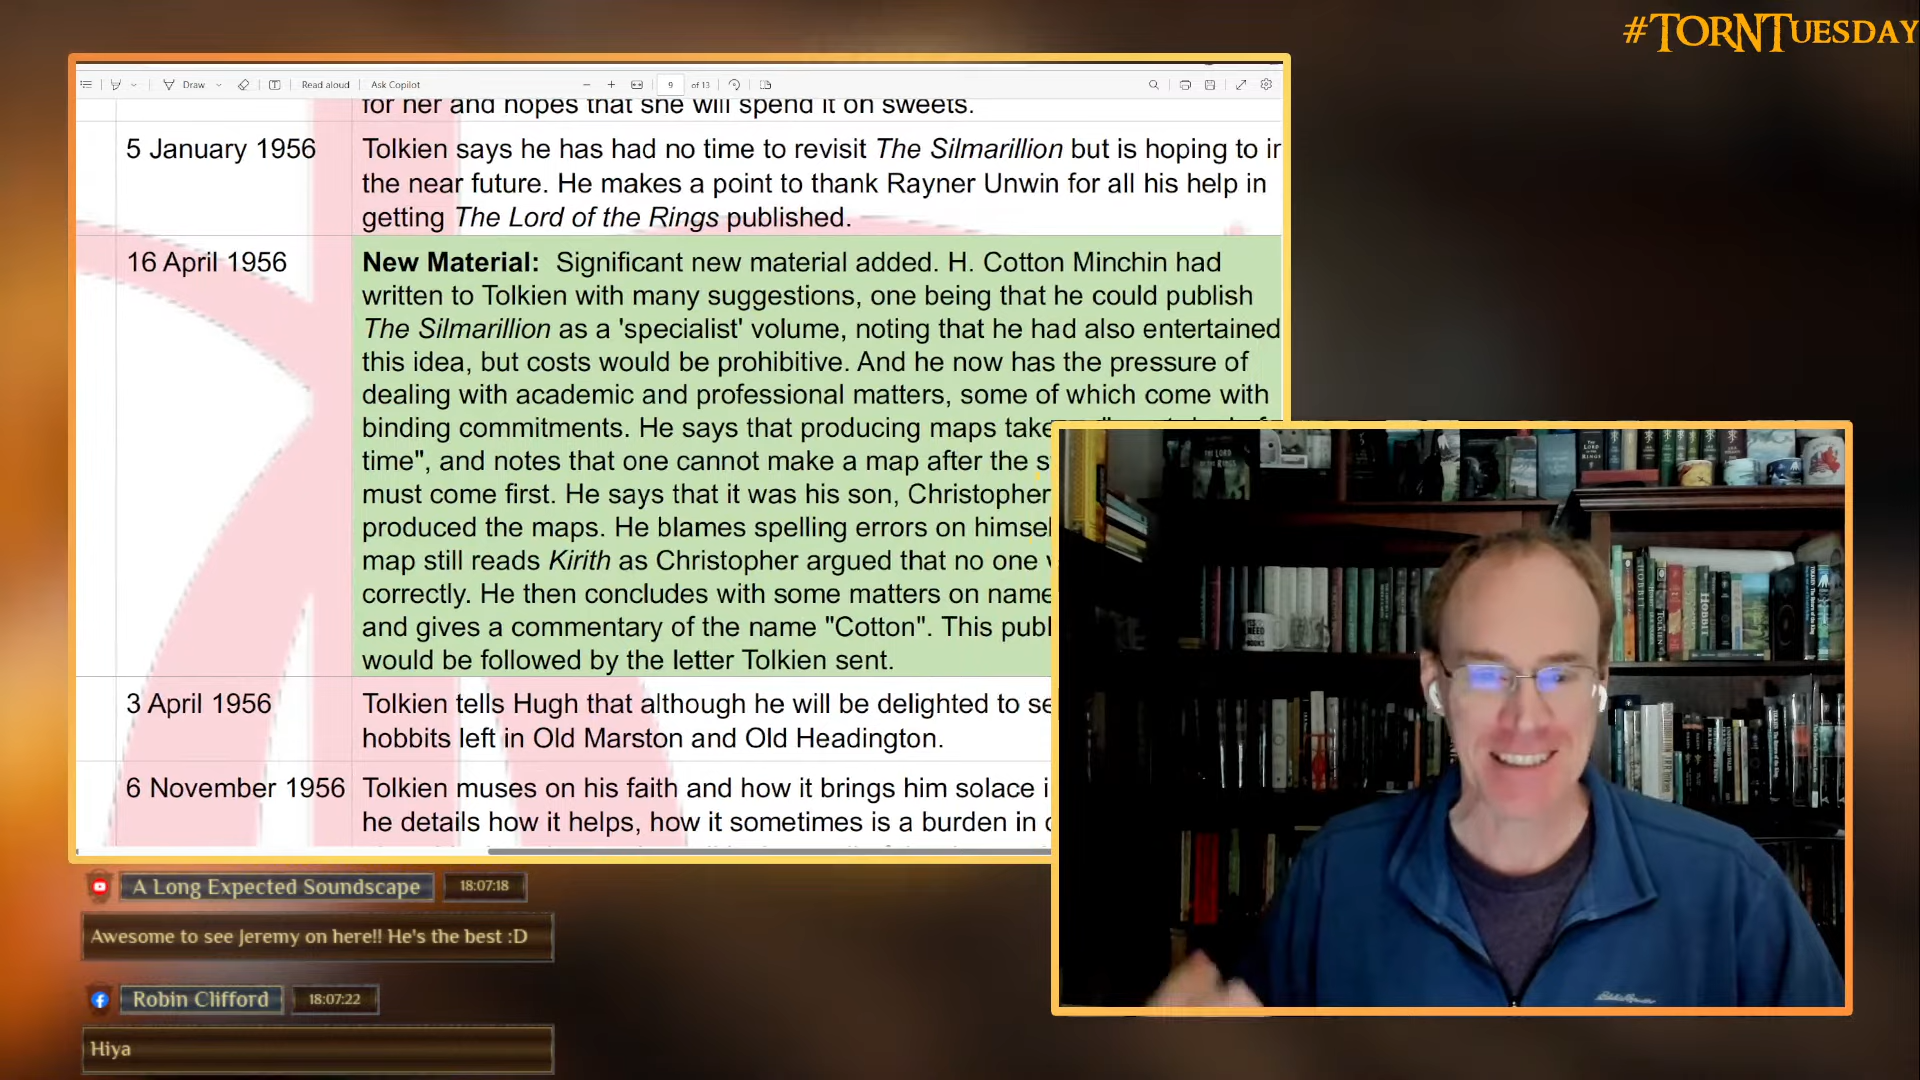 #TORNTUESDAY
Draw
Read aloud
Ask Copilot
9
of 13
for her and hopes that she will spend it on sweets.
5 January 1956
Tolkien says he has had no time to revisit The Silmarillion but is hoping to in
the near future. He makes a point to thank Rayner Unwin for all his help in
getting The Lord of the Rings published.
16 April 1956
New Material: Significant new material added. H. Cotton Minchin had
written to Tolkien with many suggestions, one being that he could publish
The Silmarillion as a 'specialist' volume, noting that he had also entertained
this idea, but costs would be prohibitive. And he now has the pressure of
dealing with academic and professional matters, some of which come with
binding commitments. He says that producing maps take
time", and notes that one cannot make a map after the s
must come first. He says that it was his son, Christopher
produced the maps. He blames spelling errors on himsel
map still reads Kirith as Christopher argued that no one
correctly. He then concludes with some matters on name
and gives a commentary of the name "Cotton". This publ
would be followed by the letter Tolkien sent.
3 April 1956
Tolkien tells Hugh that although he will be delighted to se
hobbits left in Old Marston and Old Headington.
6 November 1956
Tolkien muses on his faith and how it brings him solace i
he details how it helps, how it sometimes is a burden in
A Long Expected Soundscape
18:07:18
Awesome to see Jeremy on here!! He's the best :D
Robin Clifford
18:07:22
Hiya
THE LORD
OF THE RINGS
HOBBIT
TOLKIEN